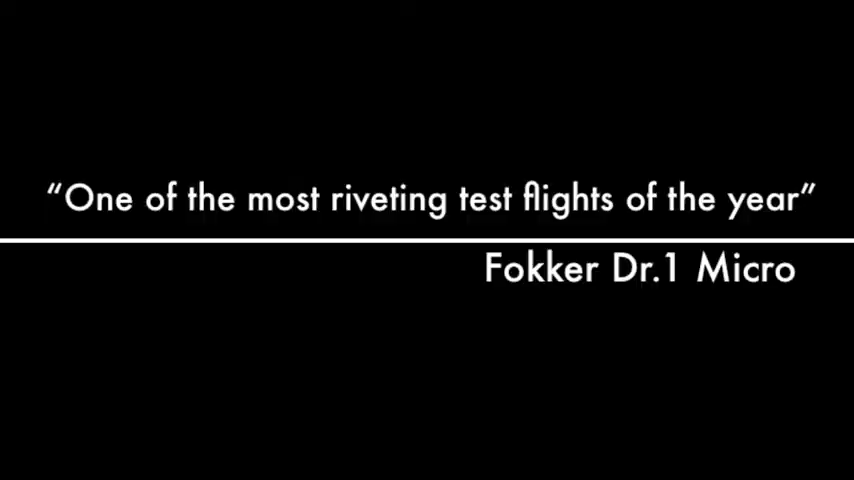 “One of the most riveting test flights of the year”
Fokker Dr.1 Micro